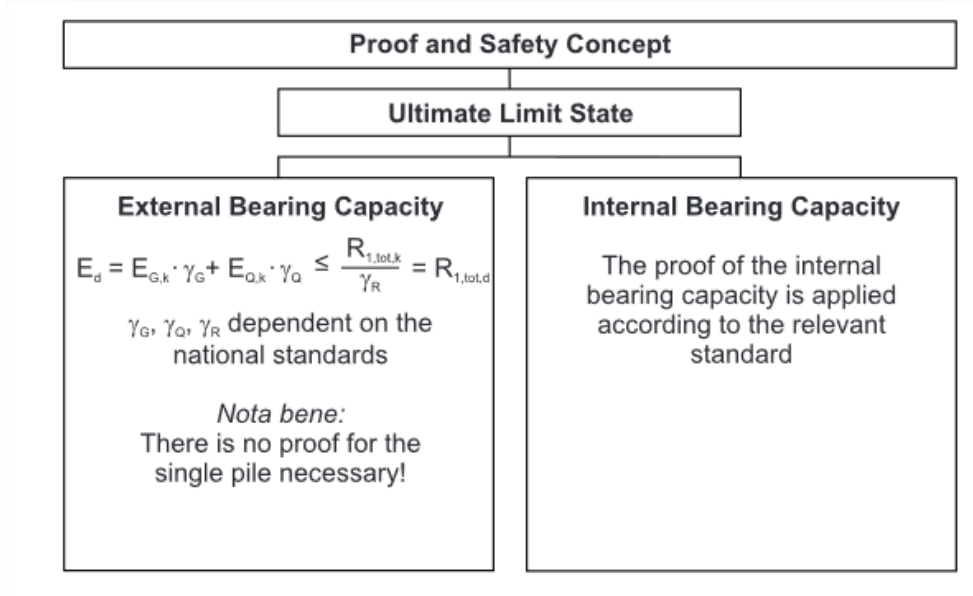 Proof and Safety Concept
Ultimate Limit State
External Bearing Capacity
E_d = E_G,k · γ_G + E_Q,k · γ_Q ≤ R_1,tot,k / γ_R = R_1,tot,d
γ_G, γ_Q, γ_R dependent on the
national standards
Nota bene:
There is no proof for the
single pile necessary!
Internal Bearing Capacity
The proof of the internal
bearing capacity is applied
according to the relevant
standard